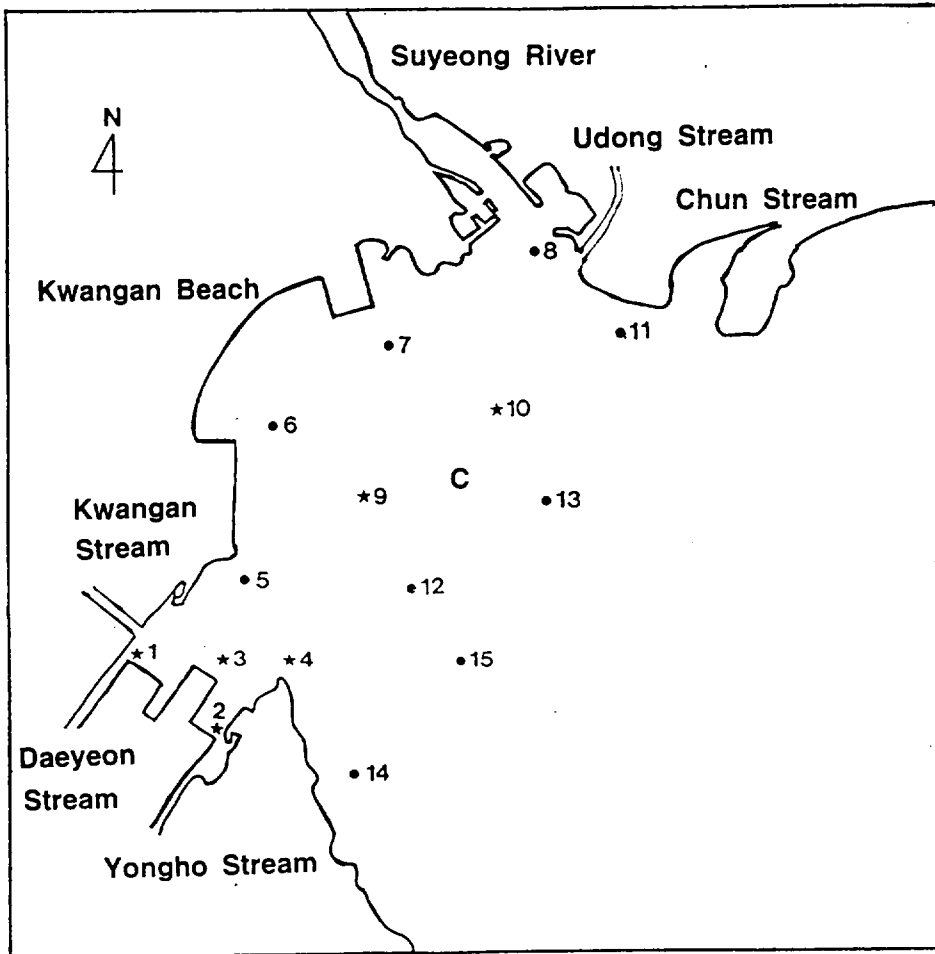 Suyeong River
N
Udong Stream
Chun Stream
8
Kwangan Beach
11
7
10
6
C
9
13
Kwangan
Stream
5
12
1
3
4
15
2
Daeyeon
Stream
14
Yongho Stream